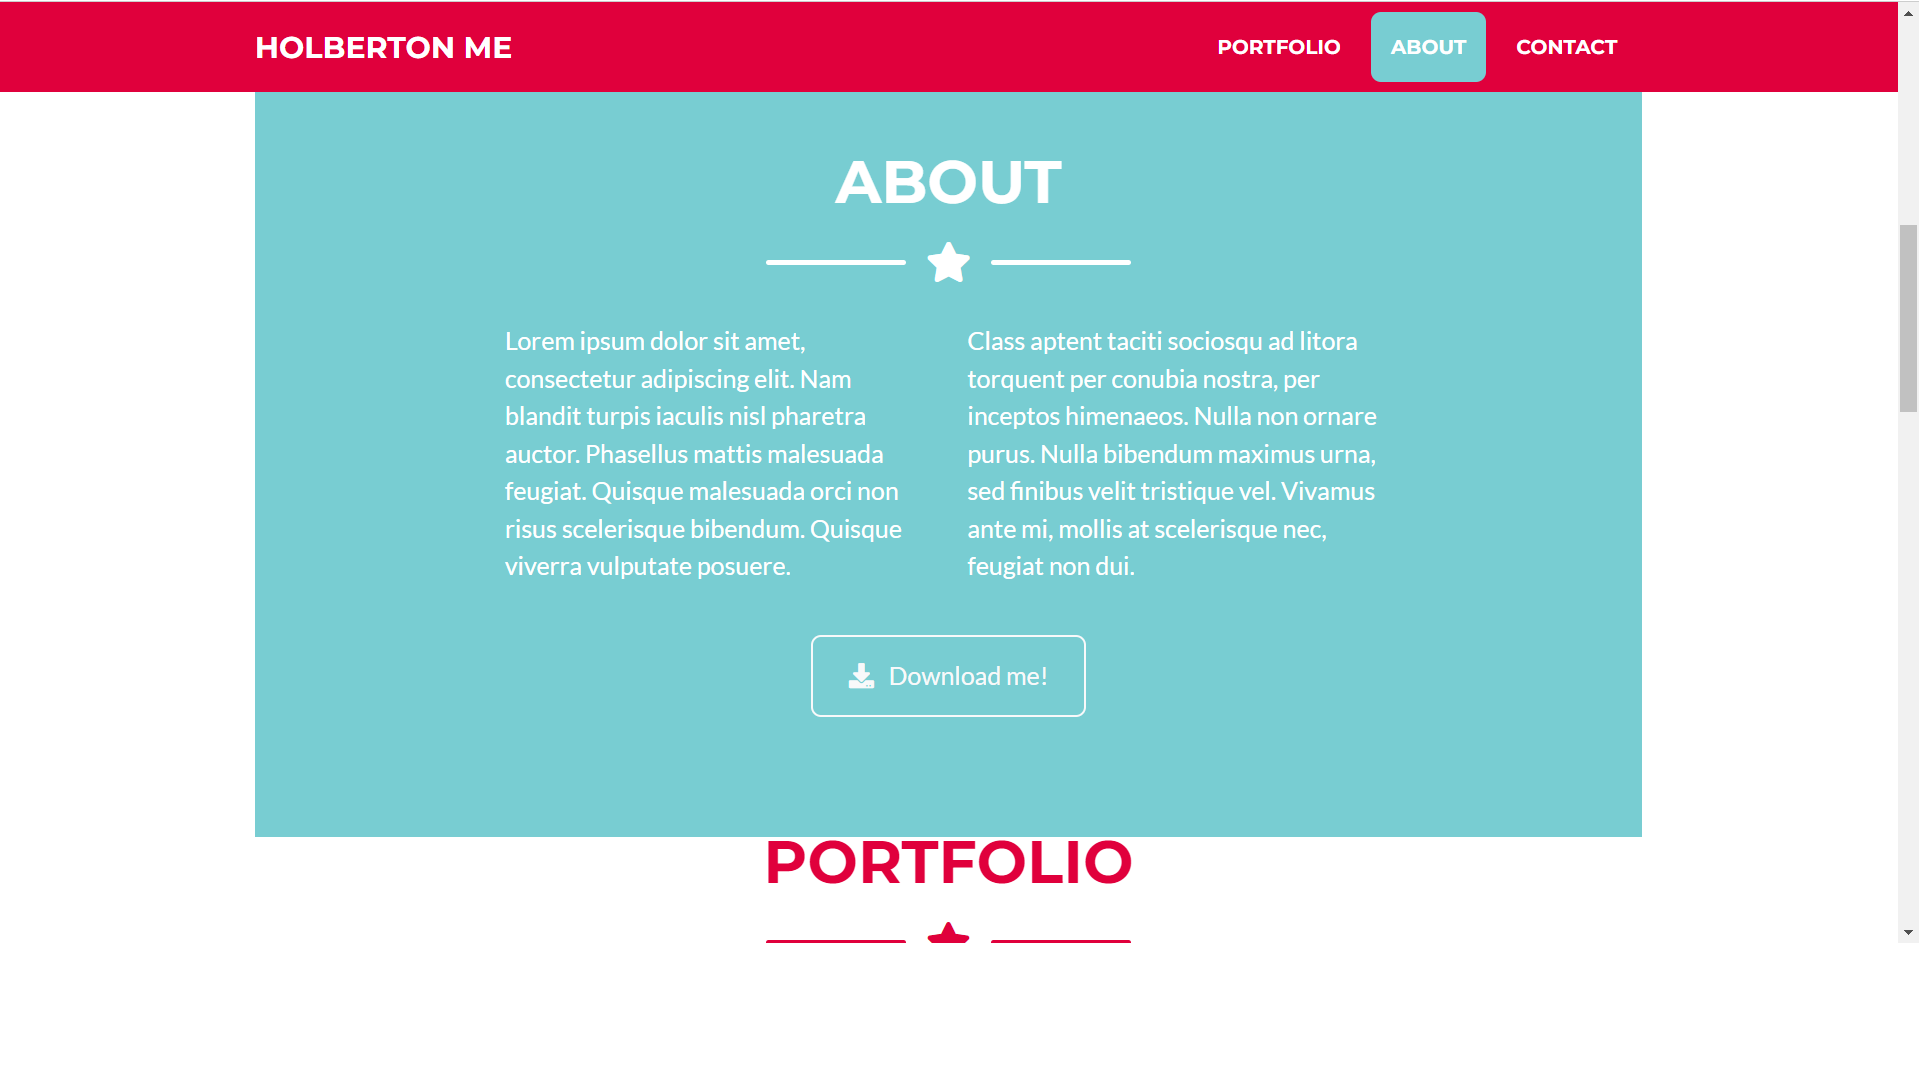 HOLBERTON ME
PORTFOLIO
ABOUT
CONTACT
ABOUT
Lorem ipsum dolor sit amet,
consectetur adipiscing elit. Nam
blandit turpis iaculis nisl pharetra
auctor. Phasellus mattis malesuada
feugiat. Quisque malesuada orci non
risus scelerisque bibendum. Quisque
viverra vulputate posuere.
Class aptent taciti sociosqu ad litora
torquent per conubia nostra, per
inceptos himenaeos. Nulla non ornare
purus. Nulla bibendum maximus urna,
sed finibus velit tristique vel. Vivamus
ante mi, mollis at scelerisque nec,
feugiat non dui.
Download me!
PORTFOLIO